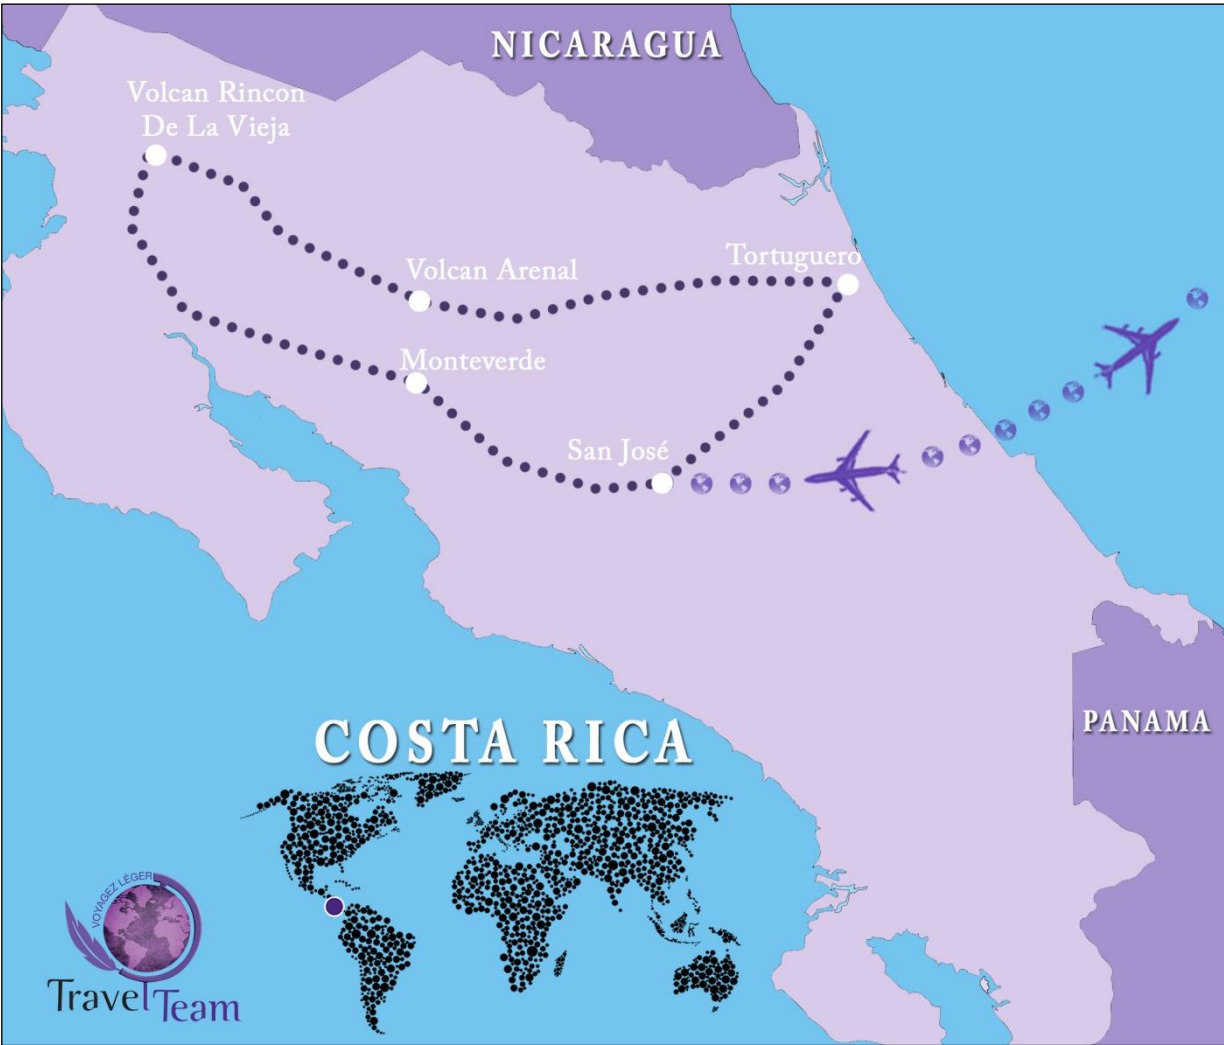 NICARAGUA
Volcan Rincon
De La Vieja
Tortuguero
Volcan Arenal
Monteverde
San José
PANAMA
COSTA RICA
VOYAGEZ LÉGER
Travel Team